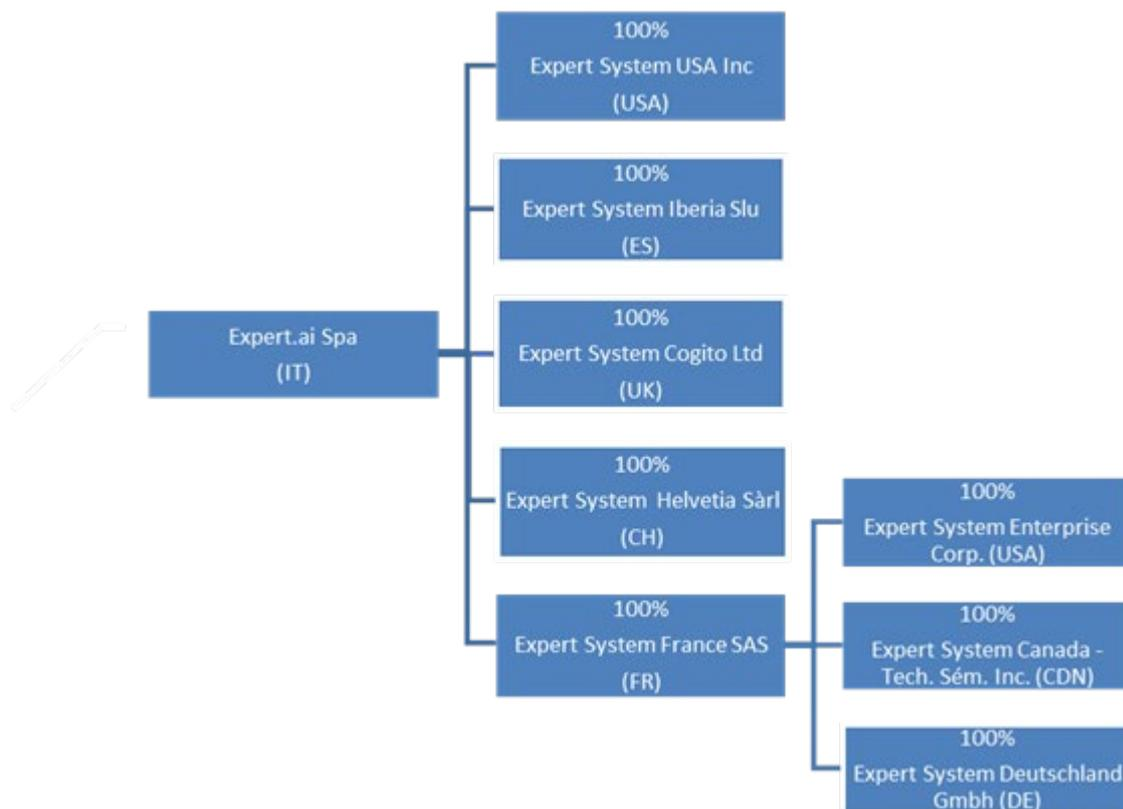 100%
Expert System USA Inc
(USA)
100%
Expert System Iberia Slu
(ES)
Expert.ai Spa
(IT)
100%
Expert System Cogito Ltd
(UK)
100%
Expert System Helvetia Sàrl
(CH)
100%
Expert System France SAS
(FR)
100%
Expert System Enterprise
Corp. (USA)
100%
Expert System Canada -
Tech. Sém. Inc. (CDN)
100%
Expert System Deutschland
Gmbh (DE)